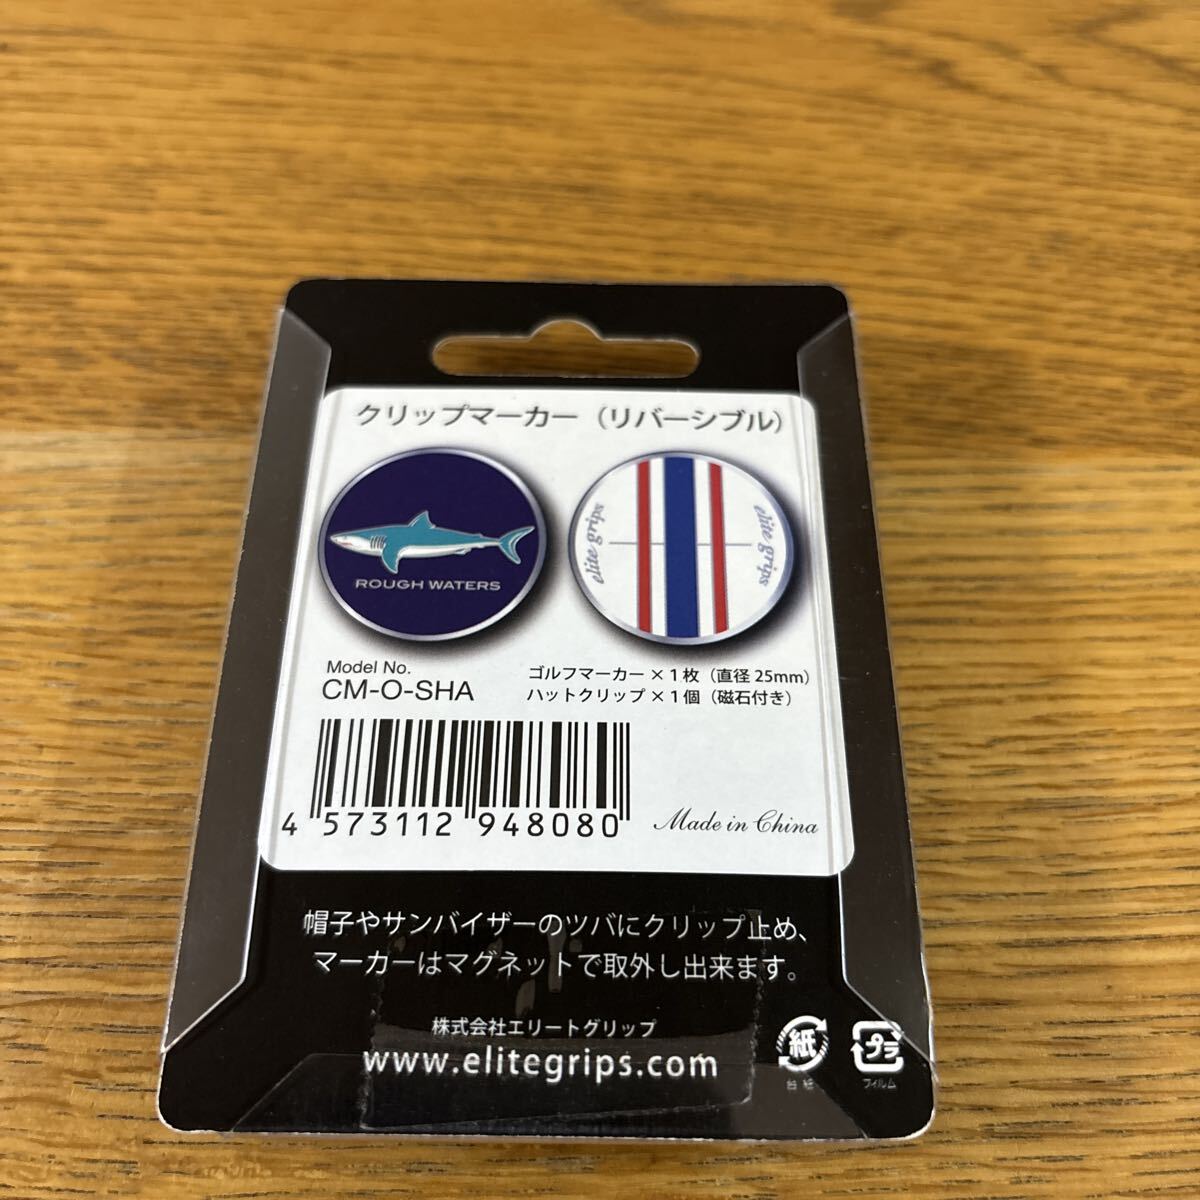 クリップマーカー（リバーシブル）
ROUGH WATERS
elite grips
elite grips
Model No.
CM-O-SHA
ゴルフマーカー×1枚（直径25mm）
ハットクリップ×1個（磁石付き）
4 573112 948080
Made in China
帽子やサンバイザーのツバにクリップ止め、
マーカーはマグネットで取外し出来ます。
株式会社エリートグリップ
www.elitegrips.com
紙
台紙
プラ
フィルム